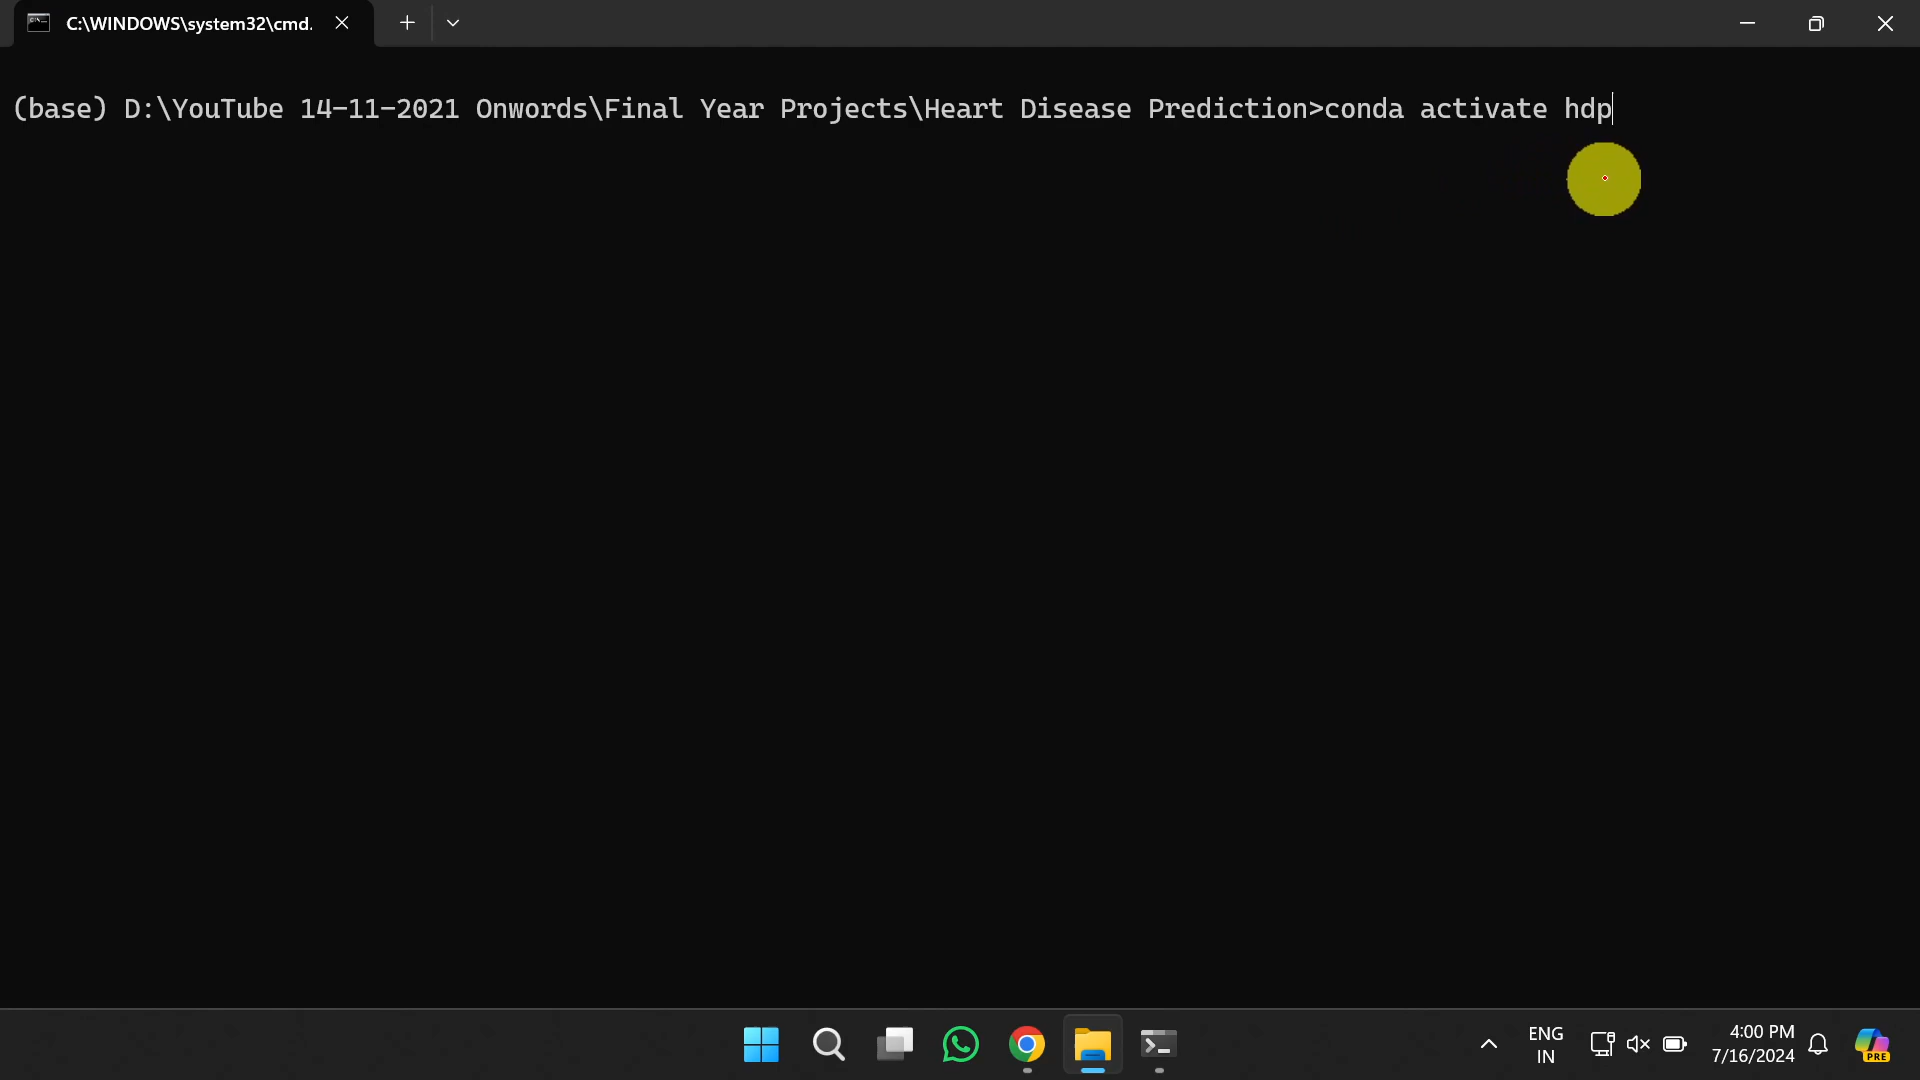 C:\WINDOWS\system32\cmd.
(base) D:\YouTube 14-11-2021 Onwords\Final Year Projects\Heart Disease Prediction>conda activate hdp
ENG
IN
4:00 PM
7/16/2024
PRE